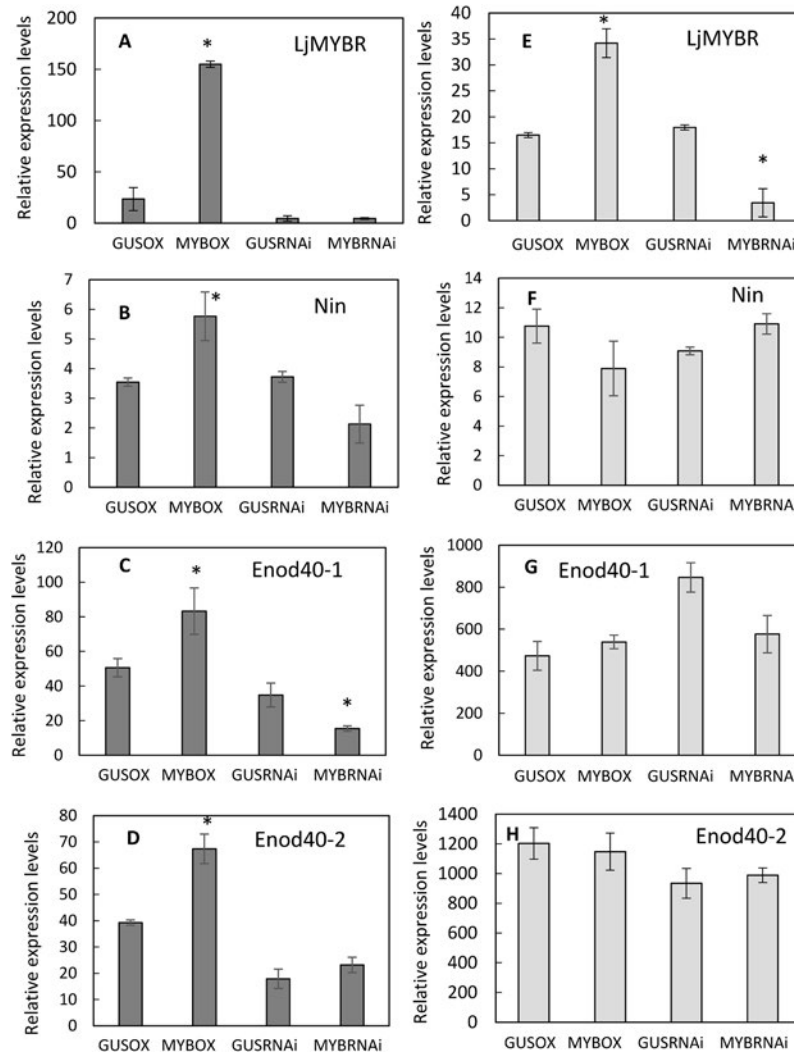 A
LjMYBR
*
Relative expression levels
200
150
100
50
0
GUSOX MYBOX GUSRNAi MYBRNAi
E
LjMYBR
*
*
Relative expression levels
40
35
30
25
20
15
10
5
0
GUSOX MYBOX GUSRNAi MYBRNAi
B
Nin
*
Relative expression levels
7
6
5
4
3
2
1
0
GUSOX MYBOX GUSRNAi MYBRNAi
F
Nin
Relative expression levels
14
12
10
8
6
4
2
0
GUSOX MYBOX GUSRNAi MYBRNAi
C
Enod40-1
*
*
Relative expression levels
120
100
80
60
40
20
0
GUSOX MYBOX GUSRNAi MYBRNAi
G
Enod40-1
Relative expression levels
1000
800
600
400
200
0
GUSOX MYBOX GUSRNAi MYBRNAi
D
Enod40-2
*
Relative expression levels
80
70
60
50
40
30
20
10
0
GUSOX MYBOX GUSRNAi MYBRNAi
H
Enod40-2
Relative expression levels
1400
1200
1000
800
600
400
200
0
GUSOX MYBOX GUSRNAi MYBRNAi